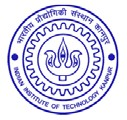 भारतीय प्रौद्योगिकी संस्थान कानपुर
INDIAN INSTITUTE OF TECHNOLOGY KANPUR